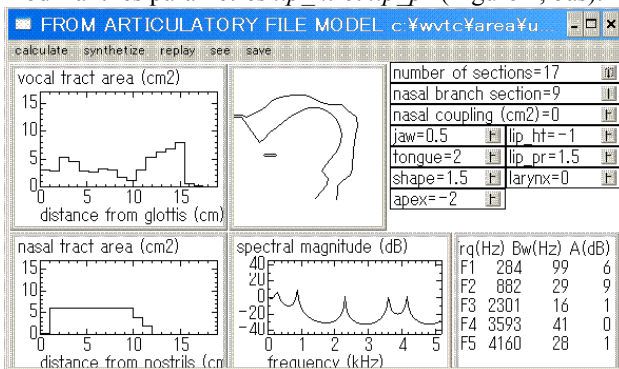 FROM ARTICULATORY FILE MODEL c:¥wvtc¥area¥u...
calculate synthetize replay see save
vocal tract area (cm2)
15
10
5
0
0 5 10 15
distance from glottis (cm)
number of sections=17
nasal branch section=9
nasal coupling (cm2)=0
jaw=0.5 lip_ht=-1
tongue=2 lip_pr=1.5
shape=1.5 larynx=0
apex=-2
nasal tract area (cm2)
15
10
5
0
0 5 10 15
distance from nostrils (cm
spectral magnitude (dB)
40
20
0
-20
-40
0 1 2 3 4 5
frequency (kHz)
rq(Hz) Bw(Hz) A(dB)
F1 284 99 6
F2 882 29 9
F3 2301 16 1
F4 3593 41 0
F5 4160 28 1